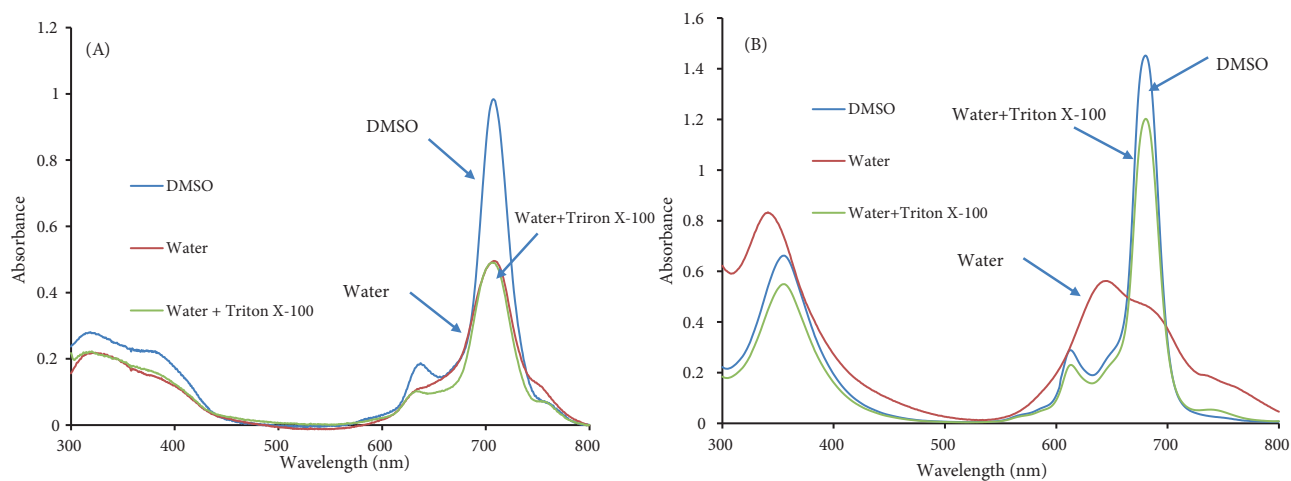 (A)
Absorbance
1.2
1
0.8
0.6
0.4
0.2
0
300 400 500 600 700 800
Wavelength (nm)
DMSO
Water
Water + Triton X-100
DMSO
Water+Triron X-100
Water
(B)
Absorbance
1.6
1.4
1.2
1
0.8
0.6
0.4
0.2
0
300 400 500 600 700 800
Wavelength (nm)
DMSO
Water
Water+Triton X-100
DMSO
Water+Triton X-100
Water